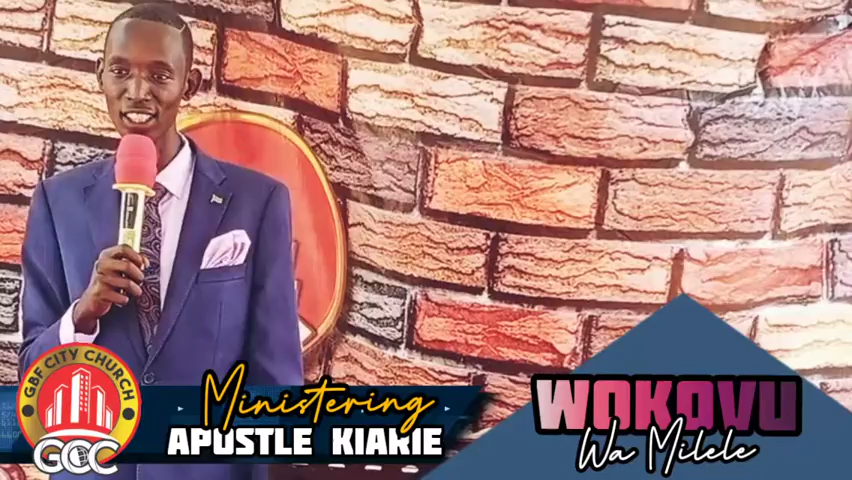 GBF CITY CHURCH
GCC
Ministering
APOSTLE KIARIE
WOKOVU
Wa Milele